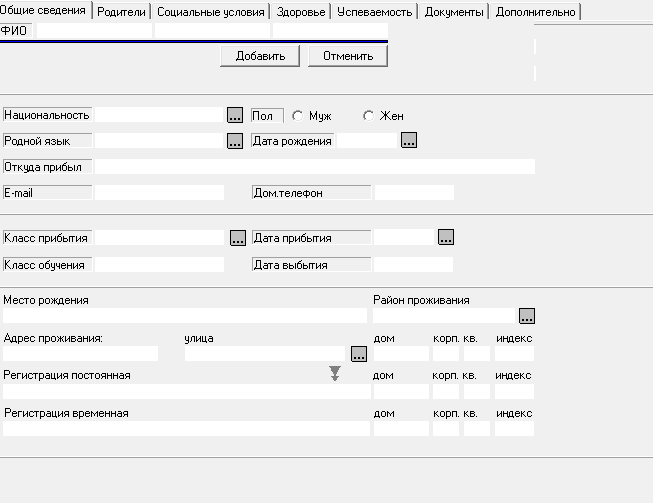 Общие сведения Родители Социальные условия Здоровье Успеваемость Документы Дополнительно
ФИО
Добавить Отменить
Национальность ... Пол Муж Жен
Родной язык ... Дата рождения ...
Откуда прибыл
E-mail Дом.телефон
Класс прибытия ... Дата прибытия ...
Класс обучения Дата выбытия
Место рождения Район проживания
...
Адрес проживания: улица дом корп. кв. индекс
...
Регистрация постоянная дом корп. кв. индекс
Регистрация временная дом корп. кв. индекс